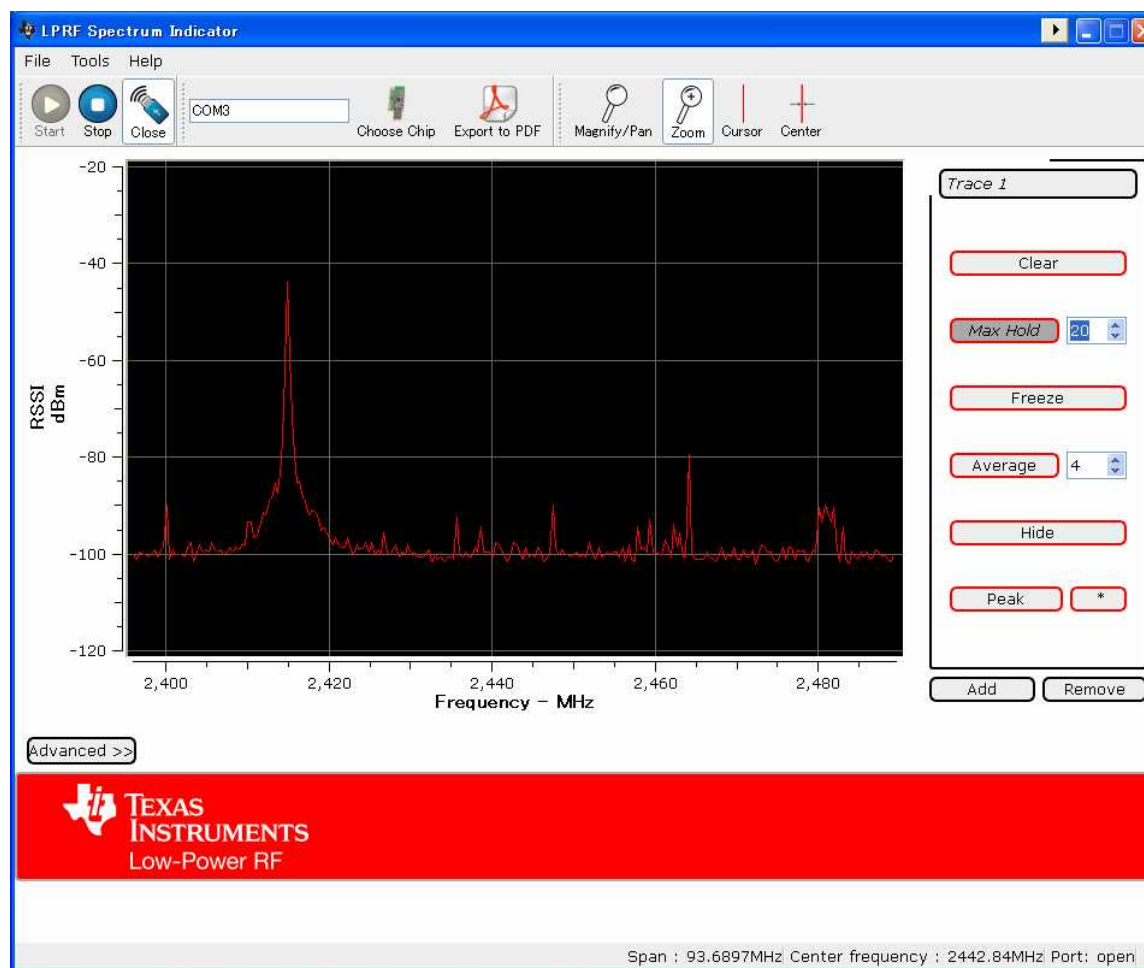 LPRF Spectrum Indicator
File Tools Help
Start Stop Close COM3 Choose Chip Export to PDF Magnify/Pan Zoom Cursor Center
-20
-40
-60
-80
-100
-120
RSSI
dBm
2,400 2,420 2,440 2,460 2,480
Frequency - MHz
Trace 1
Clear
Max Hold 20
Freeze
Average 4
Hide
Peak *
Add Remove
Advanced >>
TEXAS
INSTRUMENTS
Low-Power RF
Span : 93.6897MHz Center frequency : 2442.84MHz Port: open